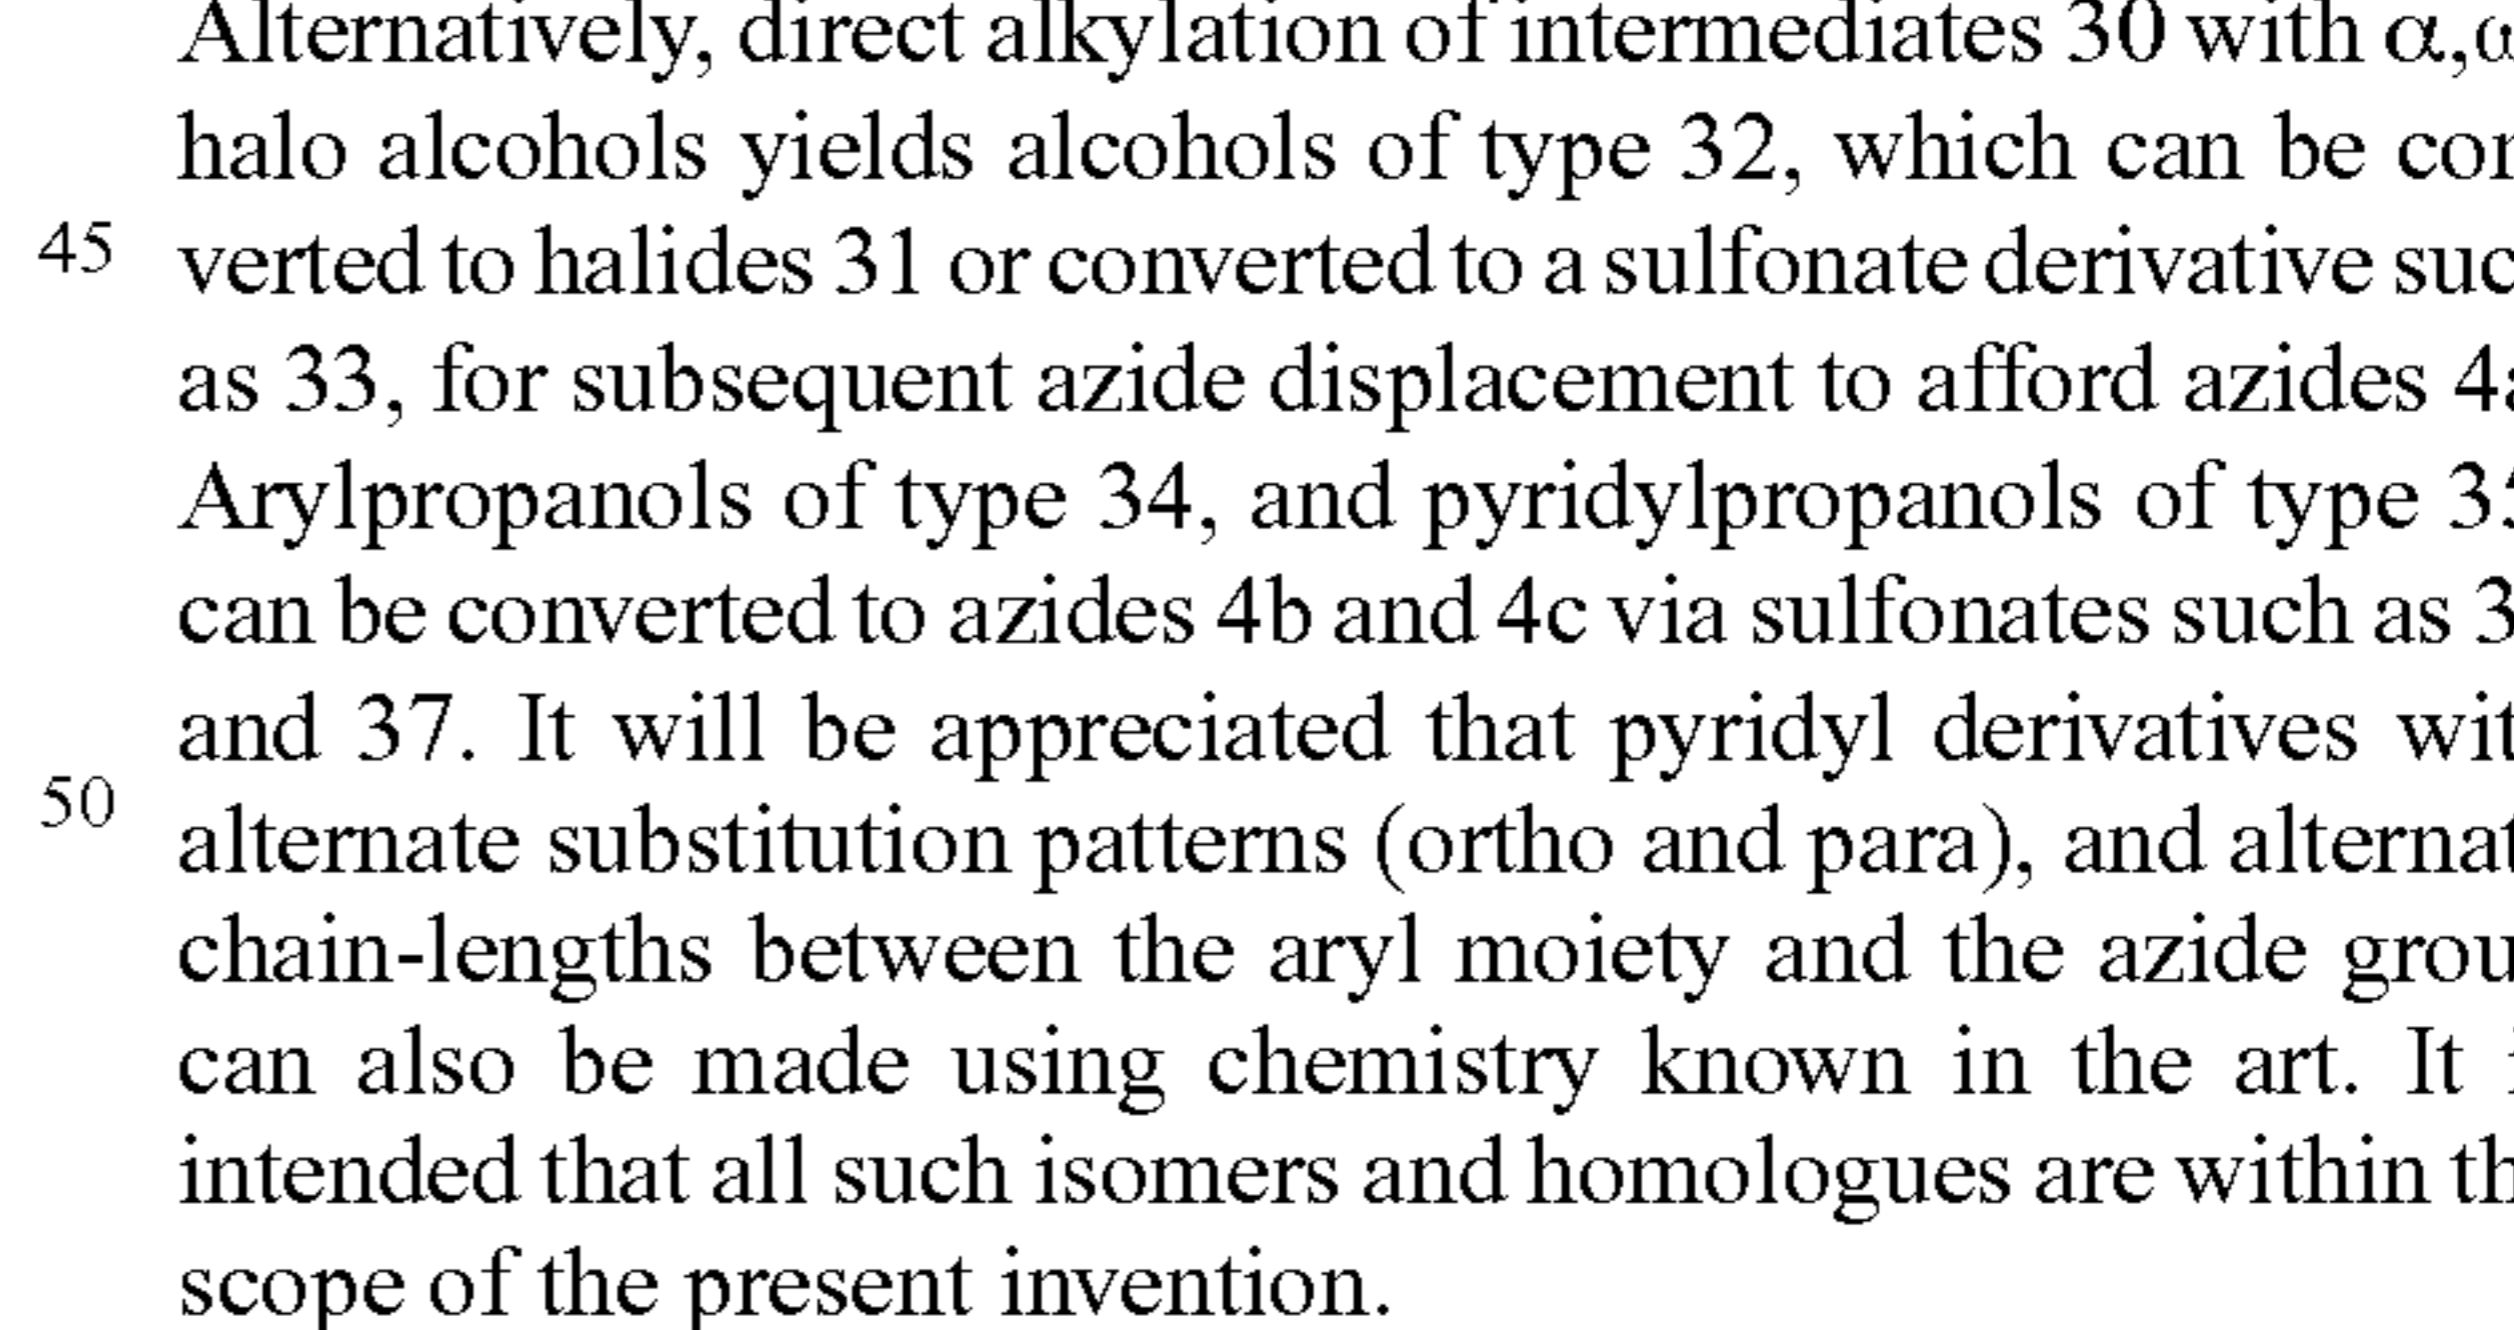 Alternatively, direct alkylation of intermediates 30 with α,ω
halo alcohols yields alcohols of type 32, which can be con
45 verted to halides 31 or converted to a sulfonate derivative suc
as 33, for subsequent azide displacement to afford azides 4a
Arylpropanols of type 34, and pyridylpropanols of type 35
can be converted to azides 4b and 4c via sulfonates such as 3
and 37. It will be appreciated that pyridyl derivatives wit
50 alternate substitution patterns (ortho and para), and alternat
chain-lengths between the aryl moiety and the azide grou
can also be made using chemistry known in the art. It i
intended that all such isomers and homologues are within th
scope of the present invention.